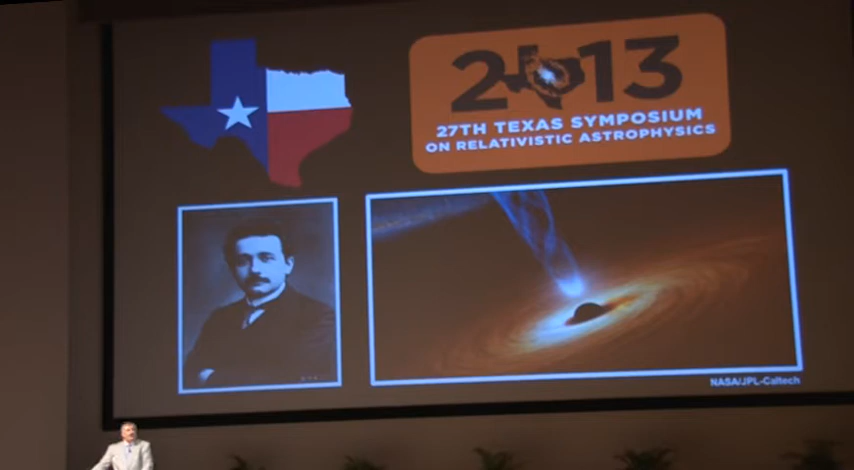 2013
27TH TEXAS SYMPOSIUM
ON RELATIVISTIC ASTROPHYSICS
NASA/JPL-Caltech